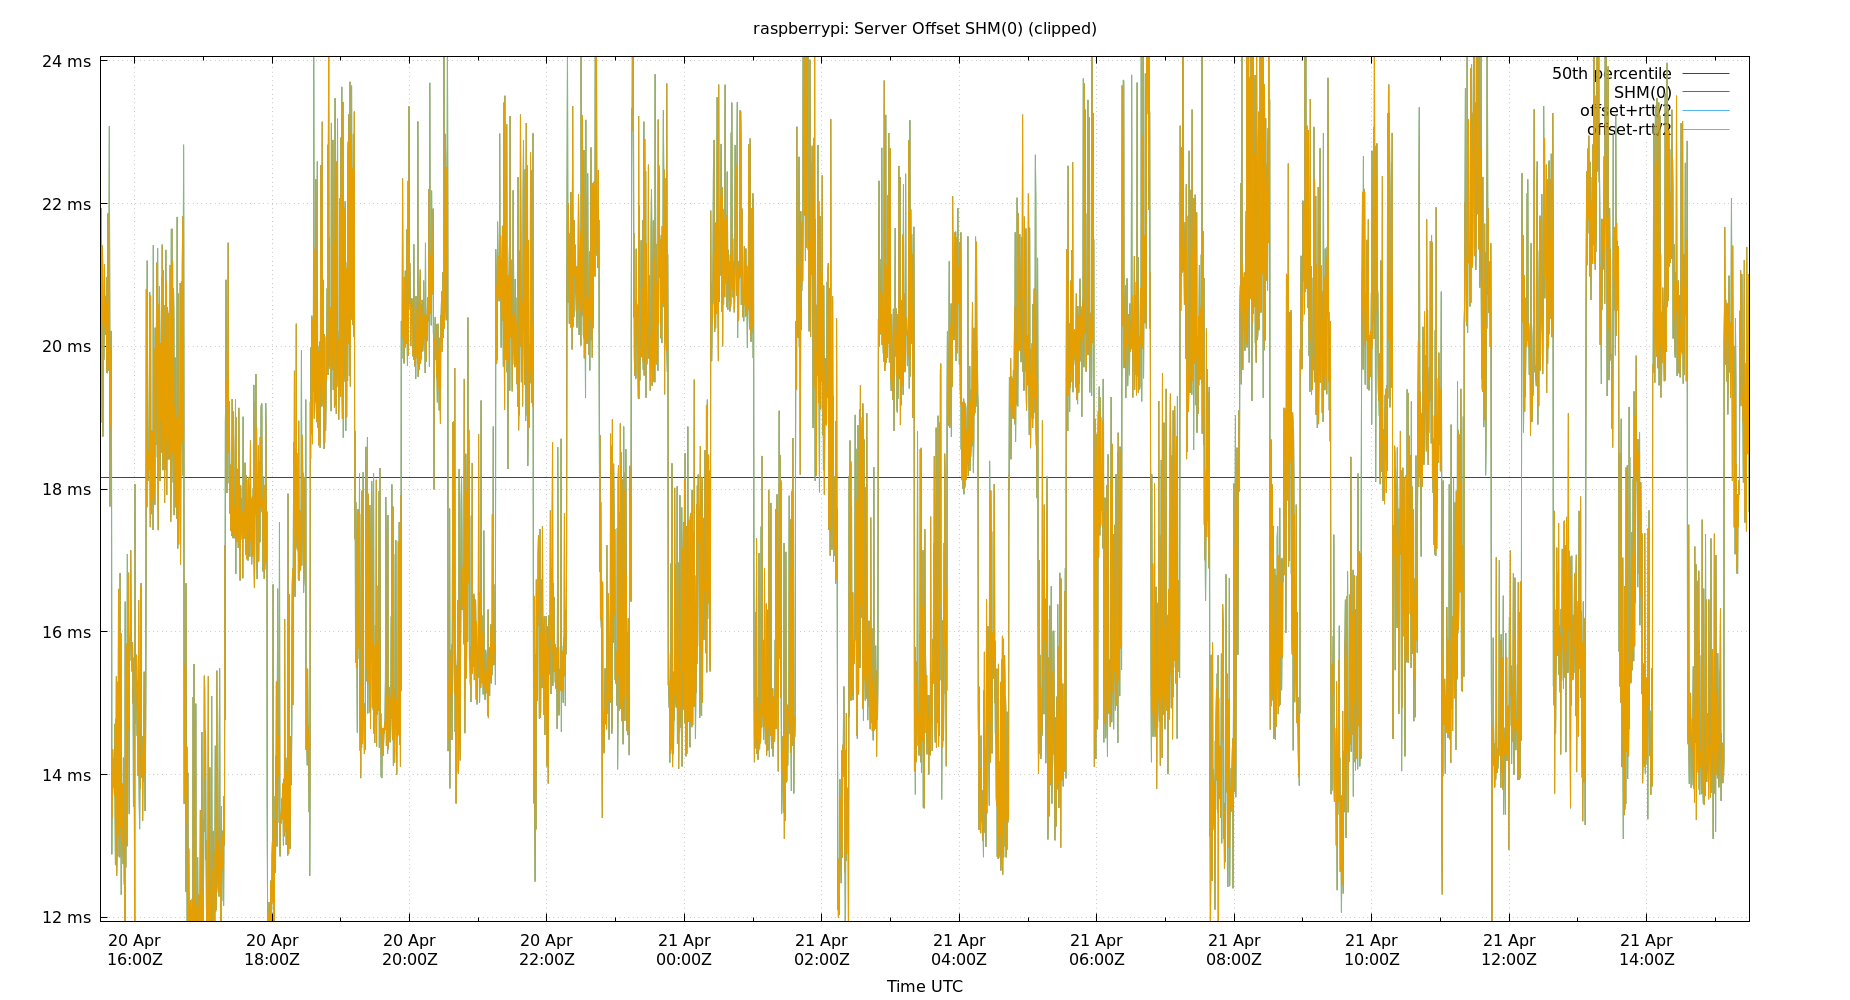 raspberrypi: Server Offset SHM(0) (clipped)
24 ms
22 ms
20 ms
18 ms
16 ms
14 ms
12 ms
50th percentile
SHM(0)
offset+rtt/2
offset-rtt/2
20 Apr 20 Apr 20 Apr 20 Apr 21 Apr 21 Apr 21 Apr 21 Apr 21 Apr 21 Apr 21 Apr 21 Apr
16:00Z 18:00Z 20:00Z 22:00Z 00:00Z 02:00Z 04:00Z 06:00Z 08:00Z 10:00Z 12:00Z 14:00Z
Time UTC